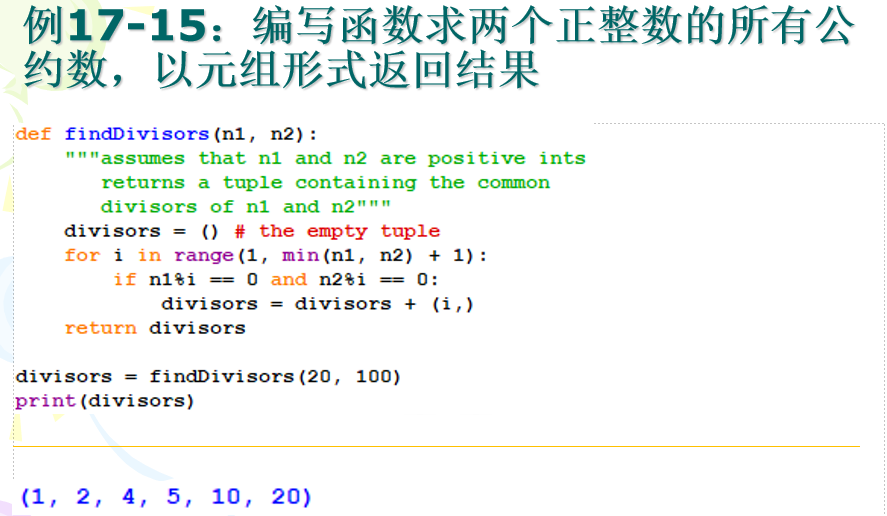 例17-15：编写函数求两个正整数的所有公
约数，以元组形式返回结果
def findDivisors(n1, n2):
    """assumes that n1 and n2 are positive ints
       returns a tuple containing the common
       divisors of n1 and n2"""
    divisors = () # the empty tuple
    for i in range(1, min(n1, n2) + 1):
        if n1%i == 0 and n2%i == 0:
            divisors = divisors + (i,)
    return divisors
divisors = findDivisors(20, 100)
print(divisors)
(1, 2, 4, 5, 10, 20)